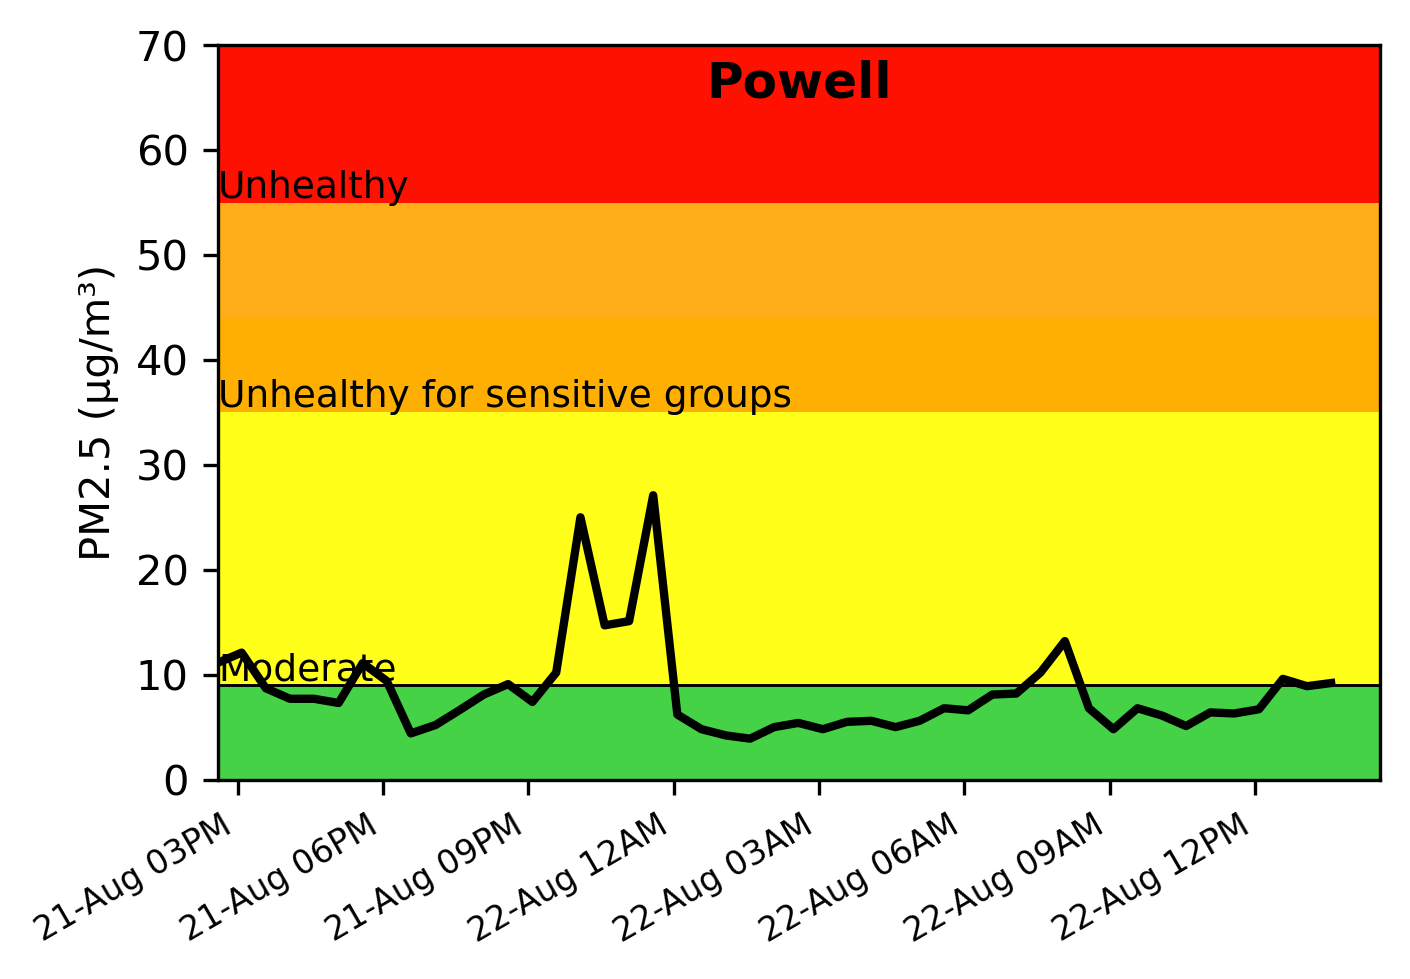 Powell
70
60
50
40
30
20
10
0
PM2.5 (µg/m³)
Unhealthy
Unhealthy for sensitive groups
Moderate
21-Aug 03PM
21-Aug 06PM
21-Aug 09PM
22-Aug 12AM
22-Aug 03AM
22-Aug 06AM
22-Aug 09AM
22-Aug 12PM